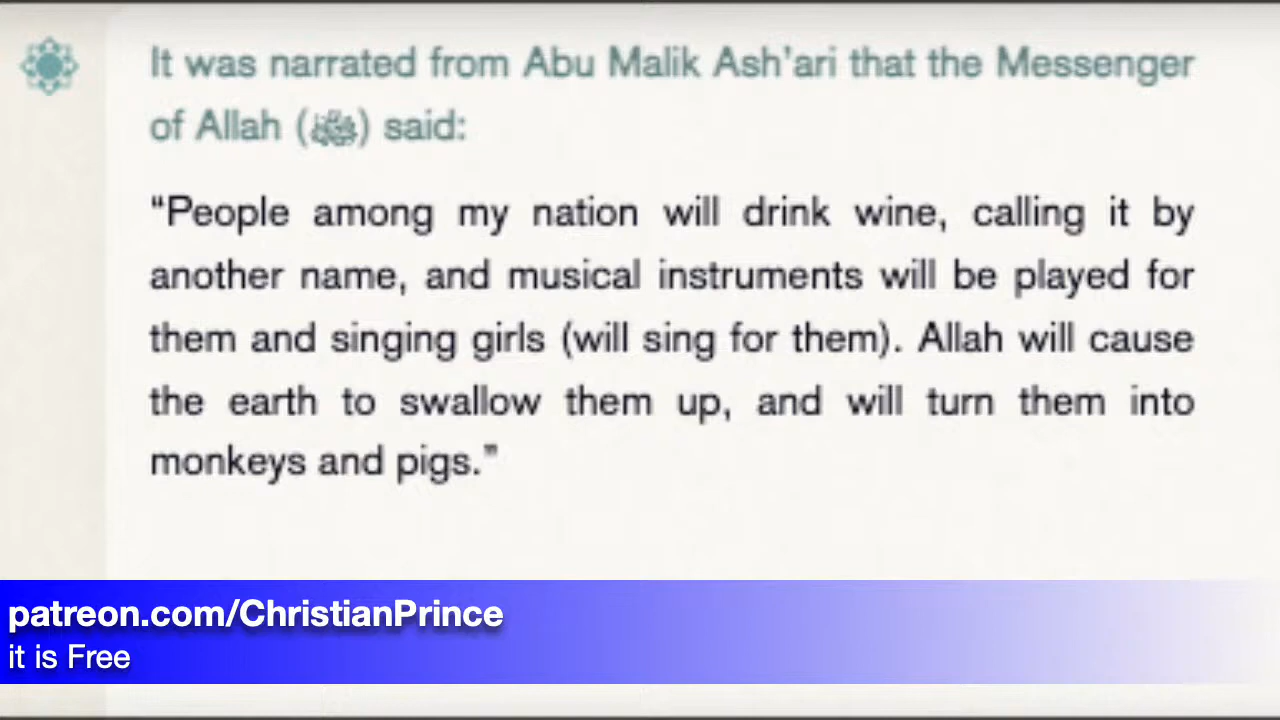 It was narrated from Abu Malik Ash'ari that the Messenger
of Allah (ﷺ) said:
“People among my nation will drink wine, calling it by
another name, and musical instruments will be played for
them and singing girls (will sing for them). Allah will cause
the earth to swallow them up, and will turn them into
monkeys and pigs.”
patreon.com/ChristianPrince
it is Free